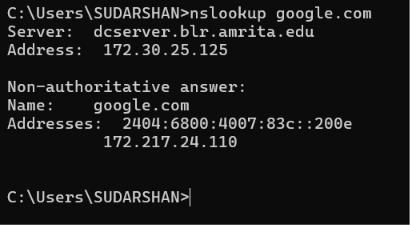 C:\Users\SUDARSHAN>nslookup google.com
Server:  dcserver.blr.amrita.edu
Address:  172.30.25.125
Non-authoritative answer:
Name:    google.com
Addresses:  2404:6800:4007:83c::200e
172.217.24.110
C:\Users\SUDARSHAN>